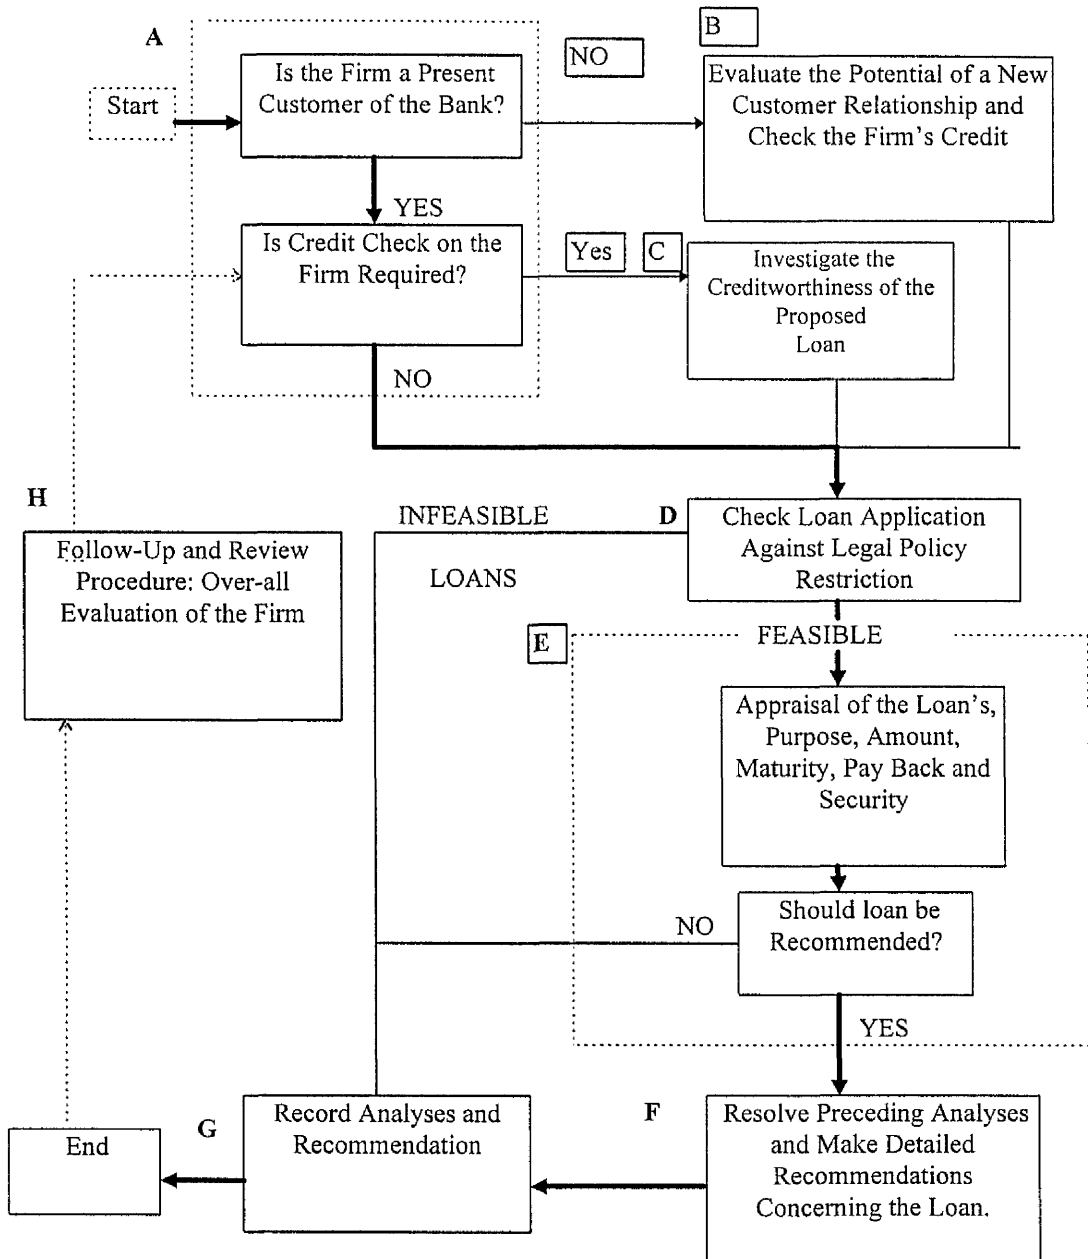 A
B
NO
Is the Firm a Present
Customer of the Bank?
Start
Evaluate the Potential of a New
Customer Relationship and
Check the Firm's Credit
YES
Is Credit Check on the
Firm Required?
Yes
C
Investigate the
Creditworthiness of the
Proposed
Loan
NO
H
INFEASIBLE
LOANS
D
Check Loan Application
Against Legal Policy
Restriction
Follow-Up and Review
Procedure: Over-all
Evaluation of the Firm
E
FEASIBLE
Appraisal of the Loan's,
Purpose, Amount,
Maturity, Pay Back and
Security
Should loan be
Recommended?
NO
YES
F
Resolve Preceding Analyses
and Make Detailed
Recommendations
Concerning the Loan.
Record Analyses and
Recommendation
G
End